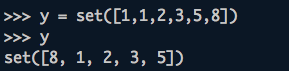 >>> y = set([1,1,2,3,5,8])
>>> y
set([8, 1, 2, 3, 5])